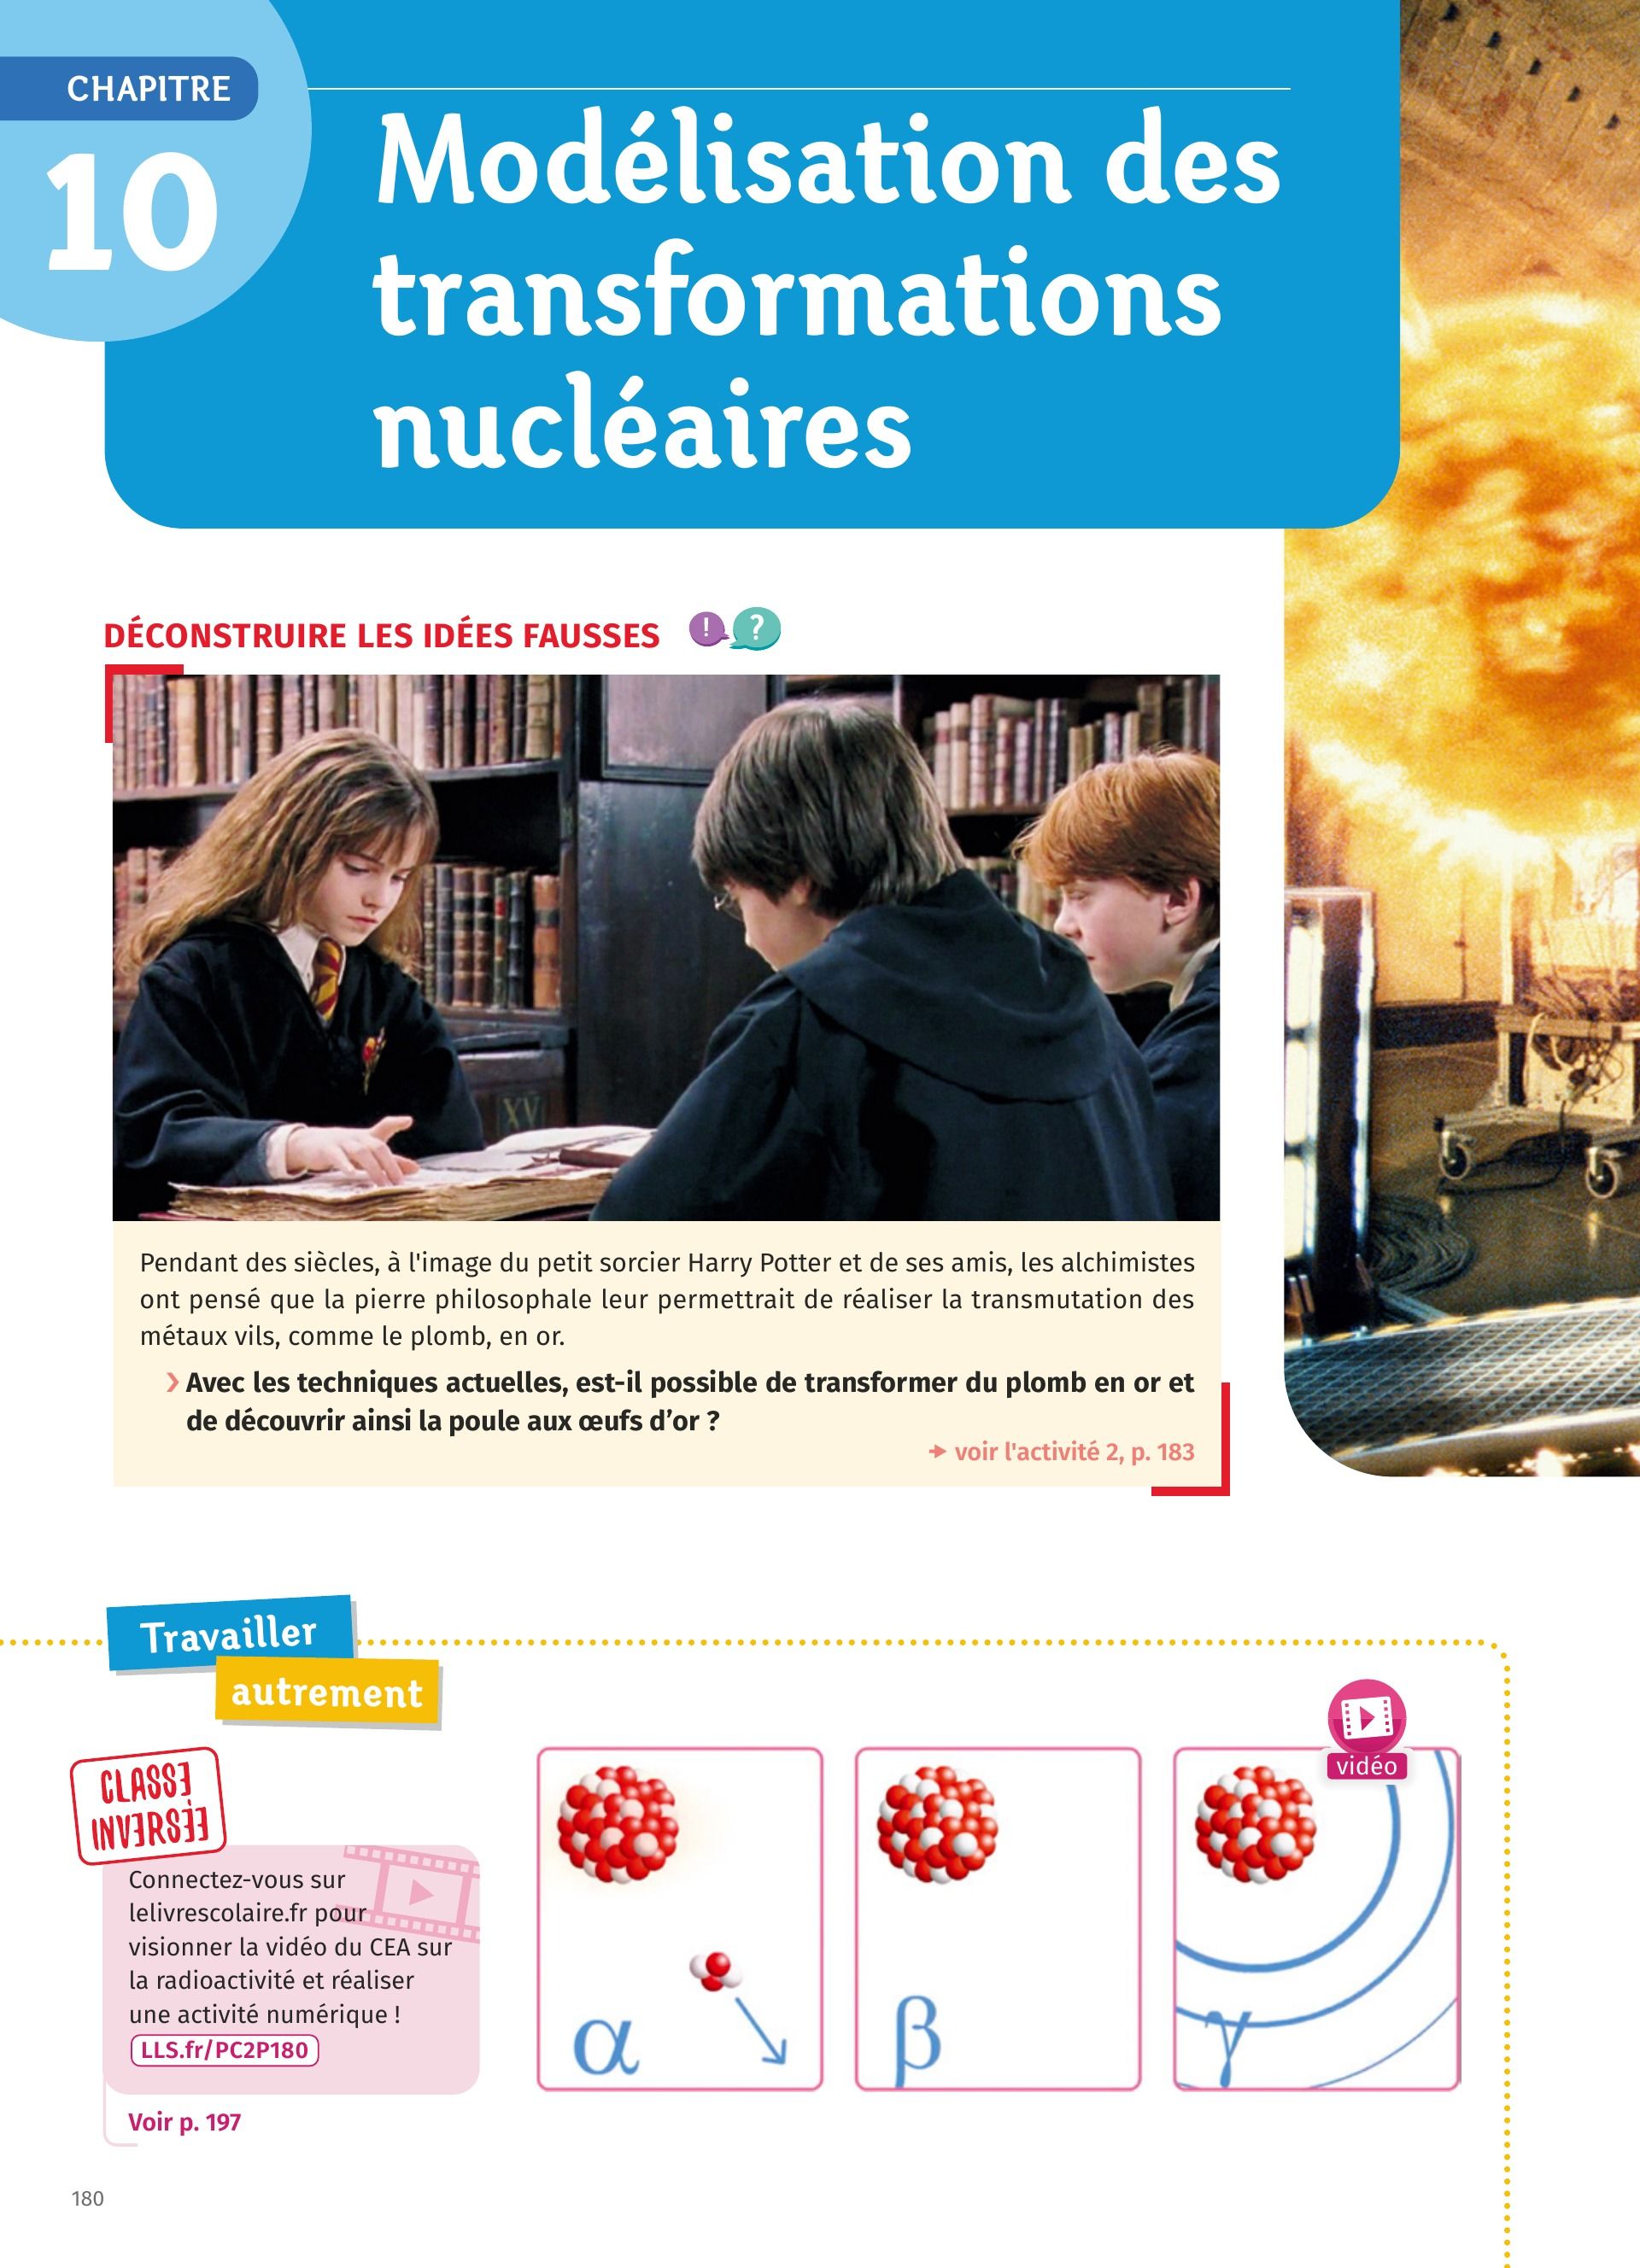 CHAPITRE
10
Modélisation des
transformations
nucléaires
DÉCONSTRUIRE LES IDÉES FAUSSES
! ?
XV
Pendant des siècles, à l'image du petit sorcier Harry Potter et de ses amis, les alchimistes
ont pensé que la pierre philosophale leur permettrait de réaliser la transmutation des
métaux vils, comme le plomb, en or.
Avec les techniques actuelles, est-il possible de transformer du plomb en or et
de découvrir ainsi la poule aux œufs d’or ?
voir l'activité 2, p. 183
Travailler
autrement
CLASSE
INVERSÉE
Connectez-vous sur
lelivrescolaire.fr pour
visionner la vidéo du CEA sur
la radioactivité et réaliser
une activité numérique !
LLS.fr/PC2P180
Voir p. 197
vidéo
α
β
γ
180